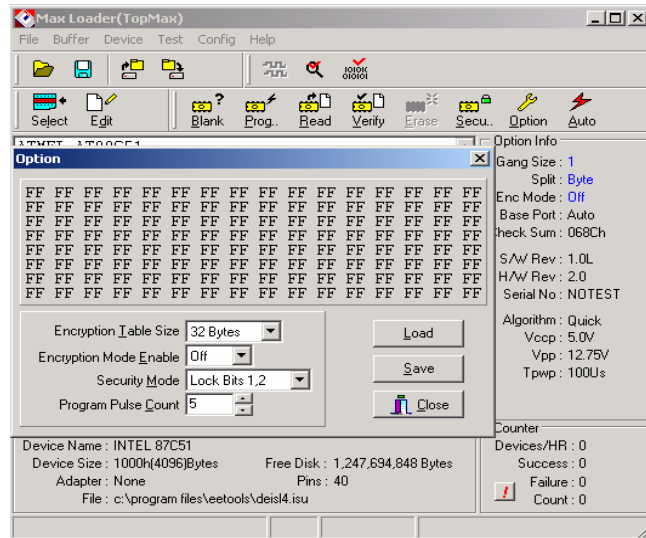 Max Loader(TopMax)
File Buffer Device Test Config Help
Select Edit Blank Prog.. Read Verify Erase Secu.. Option Auto
Option Info
Gang Size : 1
Split : Byte
Enc Mode : Off
Base Port : Auto
Check Sum : 068Ch
S/W Rev : 1.0L
H/W Rev : 2.0
Serial No : NOTEST
Algorithm : Quick
Vccp : 5.0V
Vpp : 12.75V
Tpwp : 100Us
Option
FF FF FF FF FF FF FF FF FF FF FF FF FF FF FF FF
FF FF FF FF FF FF FF FF FF FF FF FF FF FF FF FF
FF FF FF FF FF FF FF FF FF FF FF FF FF FF FF FF
FF FF FF FF FF FF FF FF FF FF FF FF FF FF FF FF
FF FF FF FF FF FF FF FF FF FF FF FF FF FF FF FF
FF FF FF FF FF FF FF FF FF FF FF FF FF FF FF FF
FF FF FF FF FF FF FF FF FF FF FF FF FF FF FF FF
FF FF FF FF FF FF FF FF FF FF FF FF FF FF FF FF
Encryption Table Size 32 Bytes
Encryption Mode Enable Off
Security Mode Lock Bits 1,2
Program Pulse Count 5
Load
Save
Close
Device Name : INTEL 87C51
Device Size : 1000h(4096)Bytes Free Disk : 1,247,694,848 Bytes
Adapter : None Pins : 40
File : c:\program files\eetools\deisl4.isu
Counter
Devices/HR : 0
Success : 0
Failure : 0
Count : 0